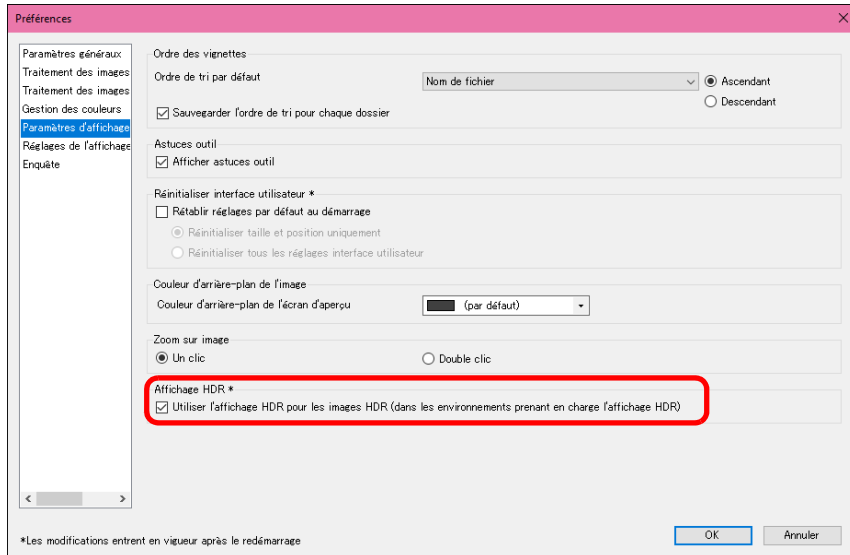 Préférences
Paramètres généraux
Traitement des images
Traitement des images
Gestion des couleurs
Paramètres d'affichage
Réglages de l'affichage
Enquête
Ordre des vignettes
Ordre de tri par défaut
Nom de fichier
Ascendant
Descendant
Sauvegarder l'ordre de tri pour chaque dossier
Astuces outil
Afficher astuces outil
Réinitialiser interface utilisateur *
Rétablir réglages par défaut au démarrage
Réinitialiser taille et position uniquement
Réinitialiser tous les réglages interface utilisateur
Couleur d'arrière-plan de l'image
Couleur d'arrière-plan de l'écran d'aperçu
(par défaut)
Zoom sur image
Un clic
Double clic
Affichage HDR *
Utiliser l'affichage HDR pour les images HDR (dans les environnements prenant en charge l'affichage HDR)
*Les modifications entrent en vigueur après le redémarrage
OK
Annuler